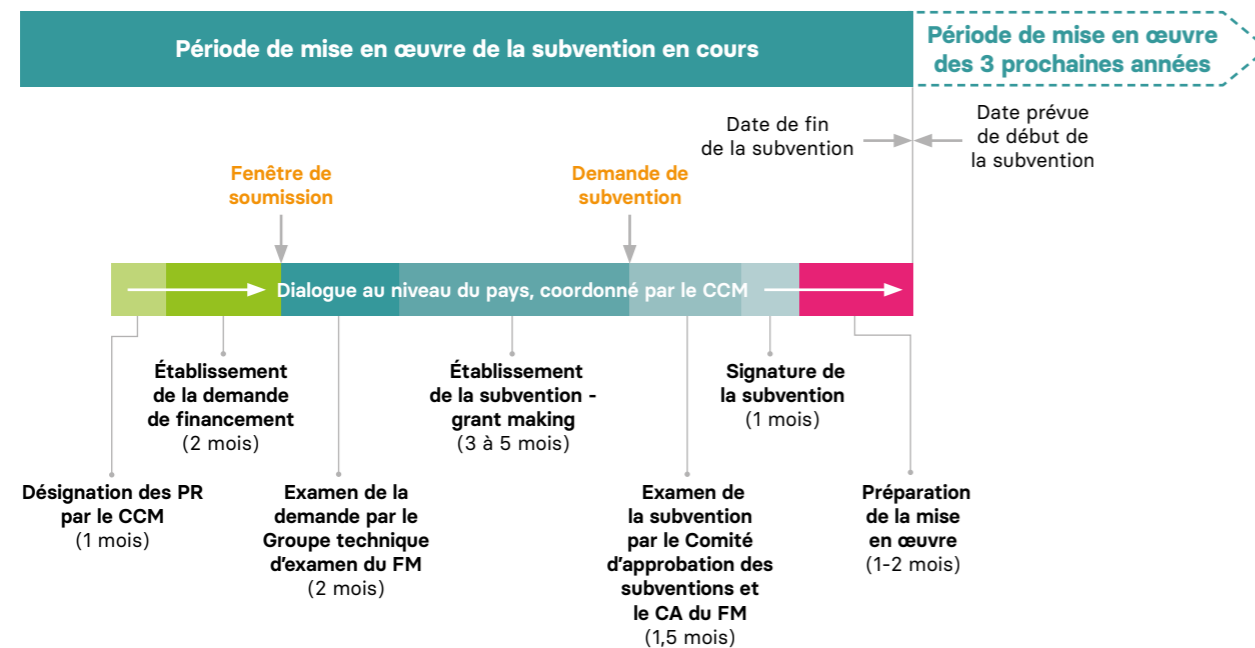 Période de mise en œuvre de la subvention en cours
Période de mise en œuvre
des 3 prochaines années
Date de fin
de la subvention
Date prévue
de début de
la subvention
Fenêtre de
soumission
Demande de
subvention
Dialogue au niveau du pays, coordonné par le CCM
Établissement
de la demande
de financement
(2 mois)
Établissement
de la subvention -
grant making
(3 à 5 mois)
Signature de
la subvention
(1 mois)
Désignation des PR
par le CCM
(1 mois)
Examen de la
demande par le
Groupe technique
d'examen du FM
(2 mois)
Examen de
la subvention
par le Comité
d'approbation des
subventions et
le CA du FM
(1,5 mois)
Préparation
de la mise
en œuvre
(1-2 mois)